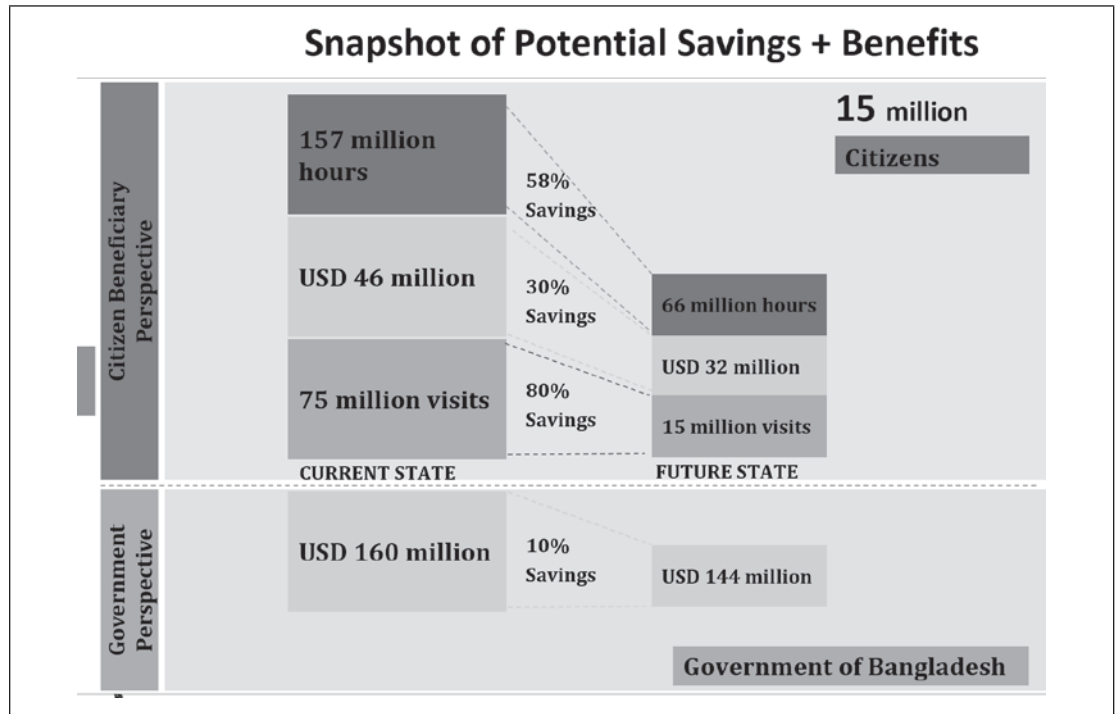 Snapshot of Potential Savings + Benefits
Citizen Beneficiary
Perspective
157 million
hours
USD 46 million
75 million visits
CURRENT STATE
58%
Savings
30%
Savings
80%
Savings
66 million hours
USD 32 million
15 million visits
FUTURE STATE
15 million
Citizens
Government
Perspective
USD 160 million
10%
Savings
USD 144 million
Government of Bangladesh